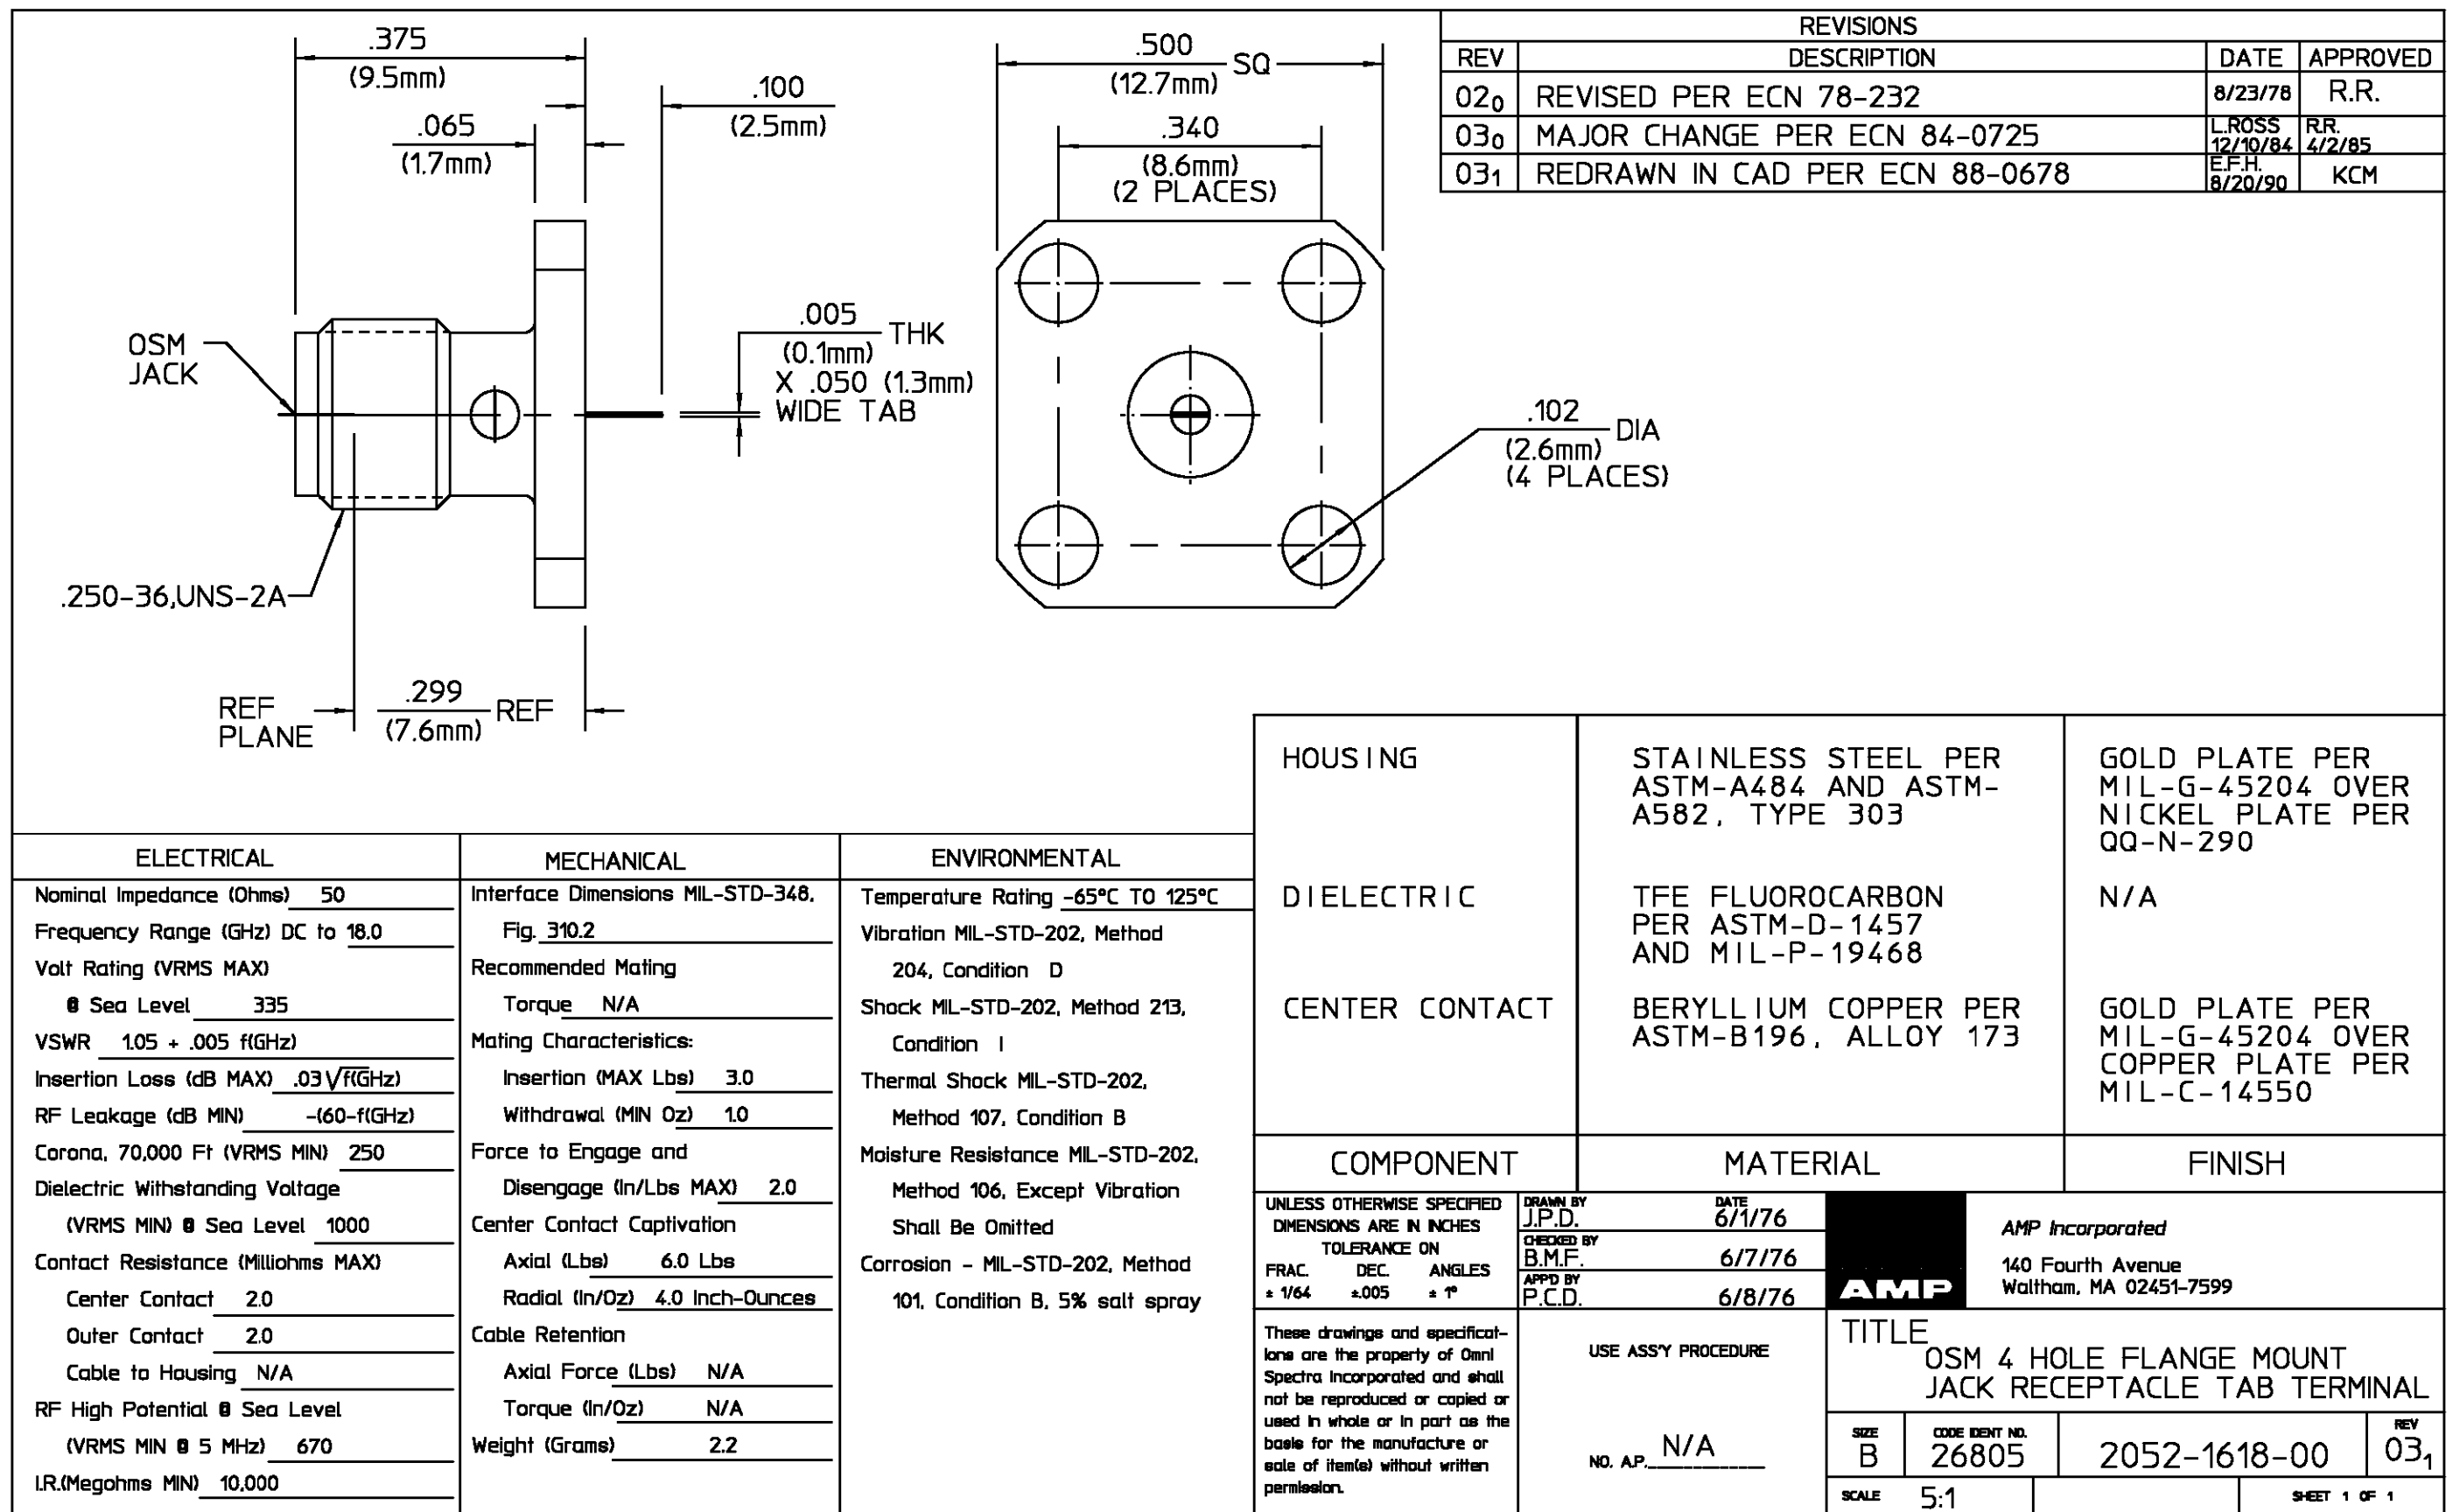 .375
(9.5mm)
.100
(2.5mm)
.065
(1.7mm)
OSM
JACK
.005 THK
(0.1mm)
X .050 (1.3mm)
WIDE TAB
.250-36,UNS-2A
REF
PLANE
.299 REF
(7.6mm)
.500 SQ
(12.7mm)
.340
(8.6mm)
(2 PLACES)
.102 DIA
(2.6mm)
(4 PLACES)
REVISIONS
REV DESCRIPTION DATE APPROVED
02₀ REVISED PER ECN 78-232 8/23/78 R.R.
03₀ MAJOR CHANGE PER ECN 84-0725 L.ROSS 12/10/84 R.R. 4/2/85
03₁ REDRAWN IN CAD PER ECN 88-0678 E.F.H. 8/20/90 KCM
ELECTRICAL
Nominal Impedance (Ohms) 50
Frequency Range (GHz) DC to 18.0
Volt Rating (VRMS MAX)
@ Sea Level 335
VSWR 1.05 + .005 f(GHz)
Insertion Loss (dB MAX) .03√f(GHz)
RF Leakage (dB MIN) -(60-f(GHz)
Corona, 70,000 Ft (VRMS MIN) 250
Dielectric Withstanding Voltage
(VRMS MIN) @ Sea Level 1000
Contact Resistance (Milliohms MAX)
Center Contact 2.0
Outer Contact 2.0
Cable to Housing N/A
RF High Potential @ Sea Level
(VRMS MIN @ 5 MHz) 670
I.R.(Megohms MIN) 10,000
MECHANICAL
Interface Dimensions MIL-STD-348,
Fig. 310.2
Recommended Mating
Torque N/A
Mating Characteristics:
Insertion (MAX Lbs) 3.0
Withdrawal (MIN Oz) 1.0
Force to Engage and
Disengage (In/Lbs MAX) 2.0
Center Contact Captivation
Axial (Lbs) 6.0 Lbs
Radial (In/Oz) 4.0 Inch-Ounces
Cable Retention
Axial Force (Lbs) N/A
Torque (In/Oz) N/A
Weight (Grams) 2.2
ENVIRONMENTAL
Temperature Rating -65°C TO 125°C
Vibration MIL-STD-202, Method
204, Condition D
Shock MIL-STD-202, Method 213,
Condition I
Thermal Shock MIL-STD-202,
Method 107, Condition B
Moisture Resistance MIL-STD-202,
Method 106, Except Vibration
Shall Be Omitted
Corrosion - MIL-STD-202, Method
101, Condition B, 5% salt spray
HOUSING
STAINLESS STEEL PER
ASTM-A484 AND ASTM-
A582, TYPE 303
GOLD PLATE PER
MIL-G-45204 OVER
NICKEL PLATE PER
QQ-N-290
DIELECTRIC
TFE FLUOROCARBON
PER ASTM-D-1457
AND MIL-P-19468
N/A
CENTER CONTACT
BERYLLIUM COPPER PER
ASTM-B196, ALLOY 173
GOLD PLATE PER
MIL-G-45204 OVER
COPPER PLATE PER
MIL-C-14550
COMPONENT MATERIAL FINISH
UNLESS OTHERWISE SPECIFIED
DIMENSIONS ARE IN INCHES
TOLERANCE ON
FRAC. DEC. ANGLES
± 1/64 ±.005 ± 1°
DRAWN BY DATE
J.P.D. 6/1/76
CHECKED BY
B.M.F. 6/7/76
APP'D BY
P.C.D. 6/8/76
AMP
AMP Incorporated
140 Fourth Avenue
Waltham, MA 02451-7599
These drawings and specificat-
ions are the property of Omni
Spectra Incorporated and shall
not be reproduced or copied or
used in whole or in part as the
basis for the manufacture or
sale of item(s) without written
permission.
USE ASS'Y PROCEDURE
NO. A.P. N/A
TITLE
OSM 4 HOLE FLANGE MOUNT
JACK RECEPTACLE TAB TERMINAL
SIZE
B
CODE IDENT NO.
26805
2052-1618-00
REV
03₁
SCALE 5:1
SHEET 1 OF 1